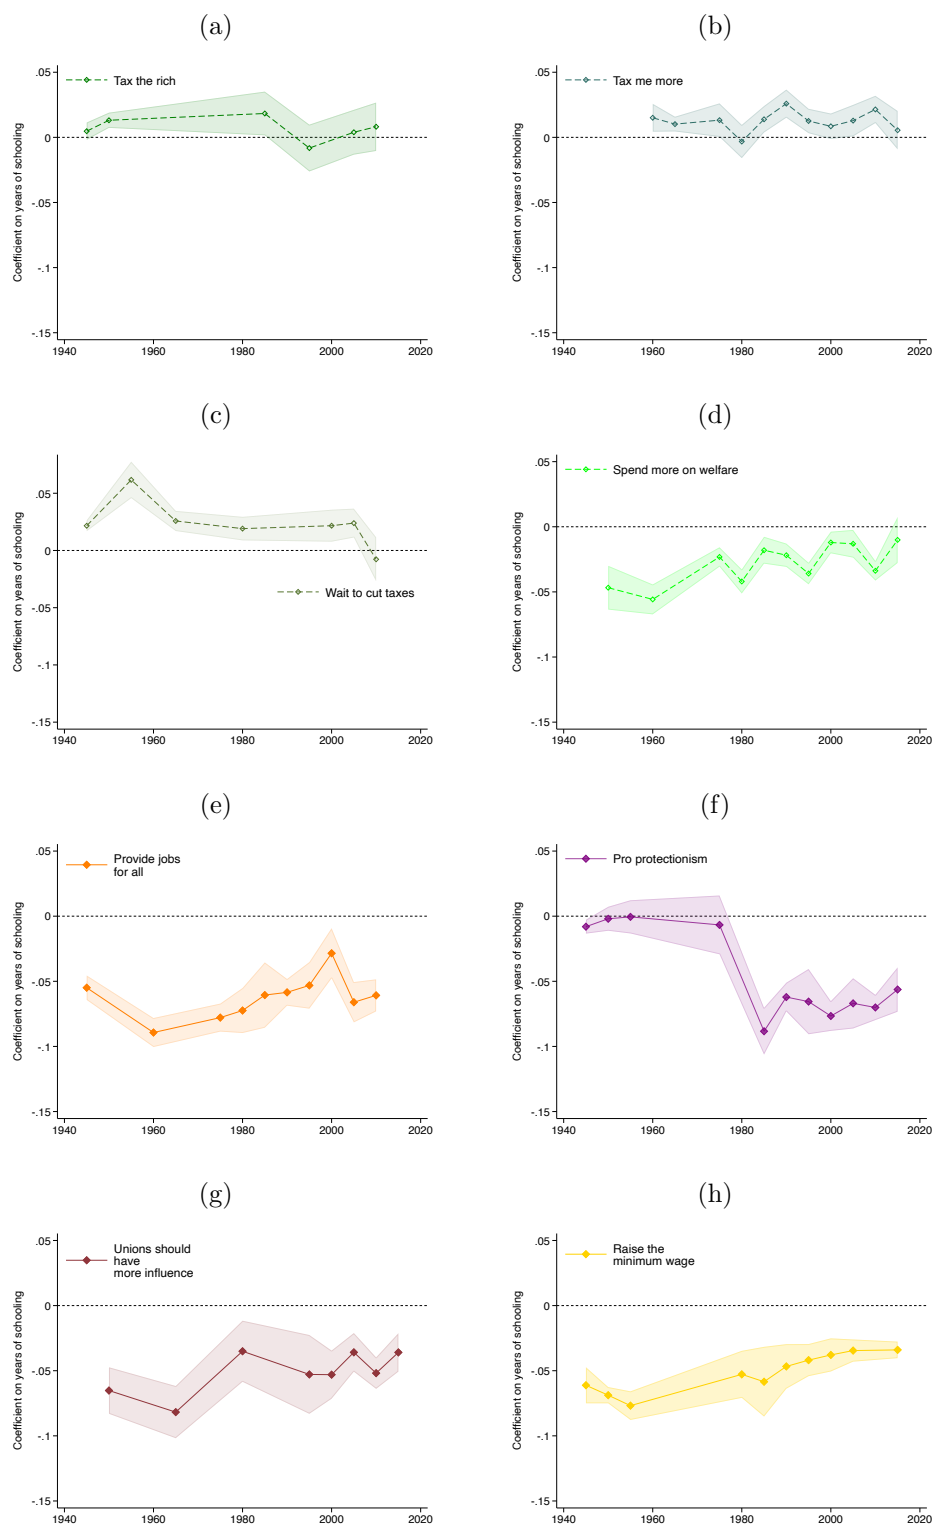 (a)
(b)
.05
0
-.05
-.1
-.15
Coefficient on years of schooling
Tax the rich
1940 1960 1980 2000 2020
.05
0
-.05
-.1
-.15
Coefficient on years of schooling
Tax me more
1940 1960 1980 2000 2020
(c)
(d)
.05
0
-.05
-.1
-.15
Coefficient on years of schooling
Wait to cut taxes
1940 1960 1980 2000 2020
.05
0
-.05
-.1
-.15
Coefficient on years of schooling
Spend more on welfare
1940 1960 1980 2000 2020
(e)
(f)
.05
0
-.05
-.1
-.15
Coefficient on years of schooling
Provide jobs
for all
1940 1960 1980 2000 2020
.05
0
-.05
-.1
-.15
Coefficient on years of schooling
Pro protectionism
1940 1960 1980 2000 2020
(g)
(h)
.05
0
-.05
-.1
-.15
Coefficient on years of schooling
Unions should
have
more influence
1940 1960 1980 2000 2020
.05
0
-.05
-.1
-.15
Coefficient on years of schooling
Raise the
minimum wage
1940 1960 1980 2000 2020